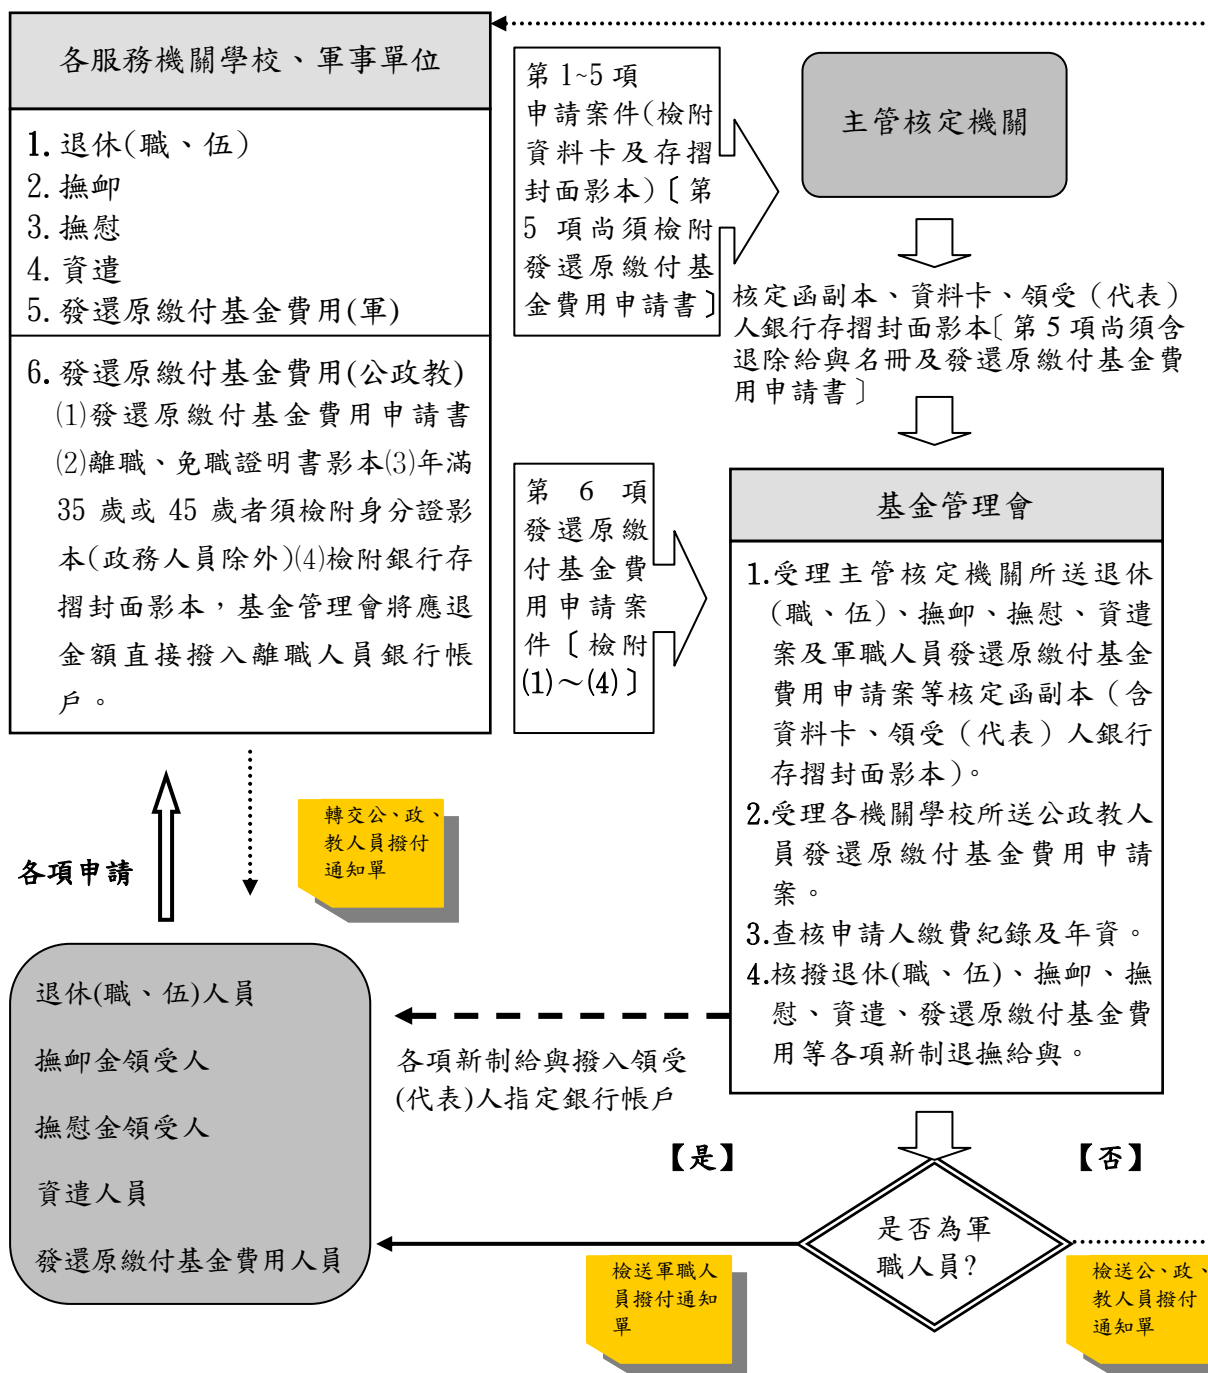 各服務機關學校、軍事單位
1.退休(職、伍)
2.撫卹
3.撫慰
4.資遣
5.發還原繳付基金費用(軍)
6.發還原繳付基金費用(公政教)
⑴發還原繳付基金費用申請書
⑵離職、免職證明書影本⑶年滿
35 歲或 45 歲者須檢附身分證影
本(政務人員除外)⑷檢附銀行存
摺封面影本，基金管理會將應退
金額直接撥入離職人員銀行帳
戶。
第 1~5 項
申請案件(檢附
資料卡及存摺
封面影本)〔第
5 項尚須檢附
發還原繳付基
金費用申請書〕
主管核定機關
核定函副本、資料卡、領受（代表）
人銀行存摺封面影本〔第 5 項尚須含
退除給與名冊及發還原繳付基金費
用申請書〕
第 6 項
發還原繳
付基金費
用申請案
件〔檢附
⑴～⑷〕
基金管理會
1.受理主管核定機關所送退休
(職、伍)、撫卹、撫慰、資遣
案及軍職人員發還原繳付基金
費用申請案等核定函副本（含
資料卡、領受（代表）人銀行
存摺封面影本）。
2.受理各機關學校所送公政教人
員發還原繳付基金費用申請
案。
3.查核申請人繳費紀錄及年資。
4.核撥退休(職、伍)、撫卹、撫
慰、資遣、發還原繳付基金費
用等各項新制退撫給與。
各項申請
轉交公、政、
教人員撥付
通知單
退休(職、伍)人員
撫卹金領受人
撫慰金領受人
資遣人員
發還原繳付基金費用人員
各項新制給與撥入領受
(代表)人指定銀行帳戶
【是】
【否】
是否為軍
職人員?
檢送軍職人
員撥付通知
單
檢送公、政、
教人員撥付
通知單